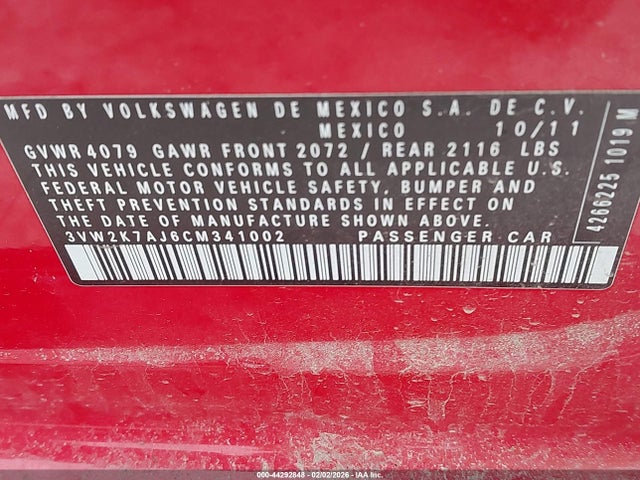 MFD BY VOLKSWAGEN DE MEXICO S.A. DE C.V.
MEXICO 10/11
GVWR 4079 GAWR FRONT 2072 / REAR 2116 LBS
THIS VEHICLE CONFORMS TO ALL APPLICABLE U.S.
FEDERAL MOTOR VEHICLE SAFETY, BUMPER AND
THEFT PREVENTION STANDARDS IN EFFECT ON
THE DATE OF MANUFACTURE SHOWN ABOVE.
3VW2K7AJ6CM341002 PASSENGER CAR
4266225 1019 M
000-44292848 - 02/02/2026 - IAA Inc.